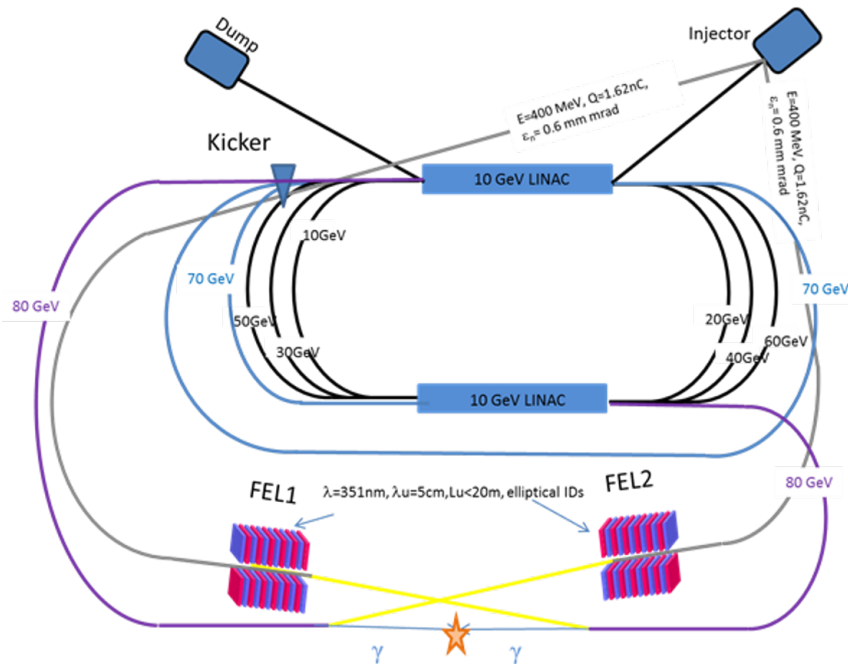 Dump
Injector
E=400 MeV, Q=1.62nC,
εn= 0.6 mm mrad
E=400 MeV, Q=1.62nC,
εn= 0.6 mm mrad
Kicker
10 GeV LINAC
10GeV
70 GeV
70 GeV
80 GeV
50GeV
20GeV
60GeV
30GeV
40GeV
10 GeV LINAC
80 GeV
FEL1
λ=351nm, λu=5cm,Lu<20m, elliptical IDs
FEL2
γ
γ